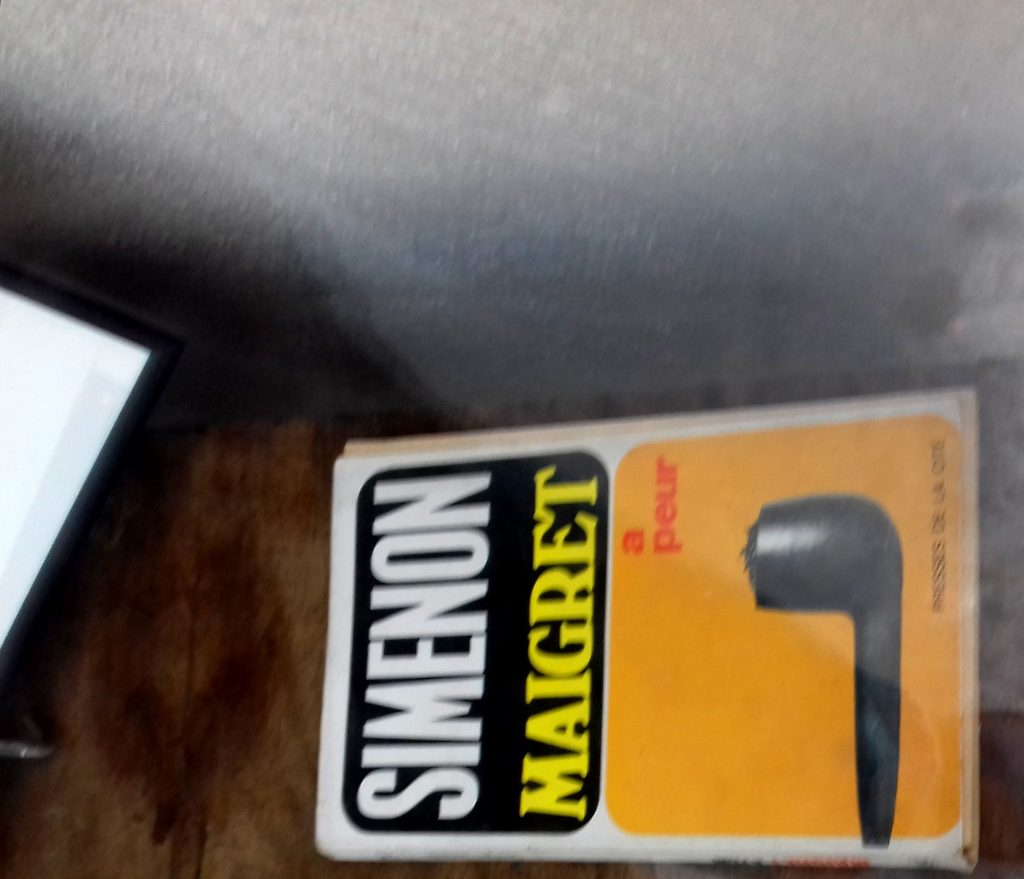 SIMENON
MAIGRET
a
peur
PRESSES DE LA CITÉ